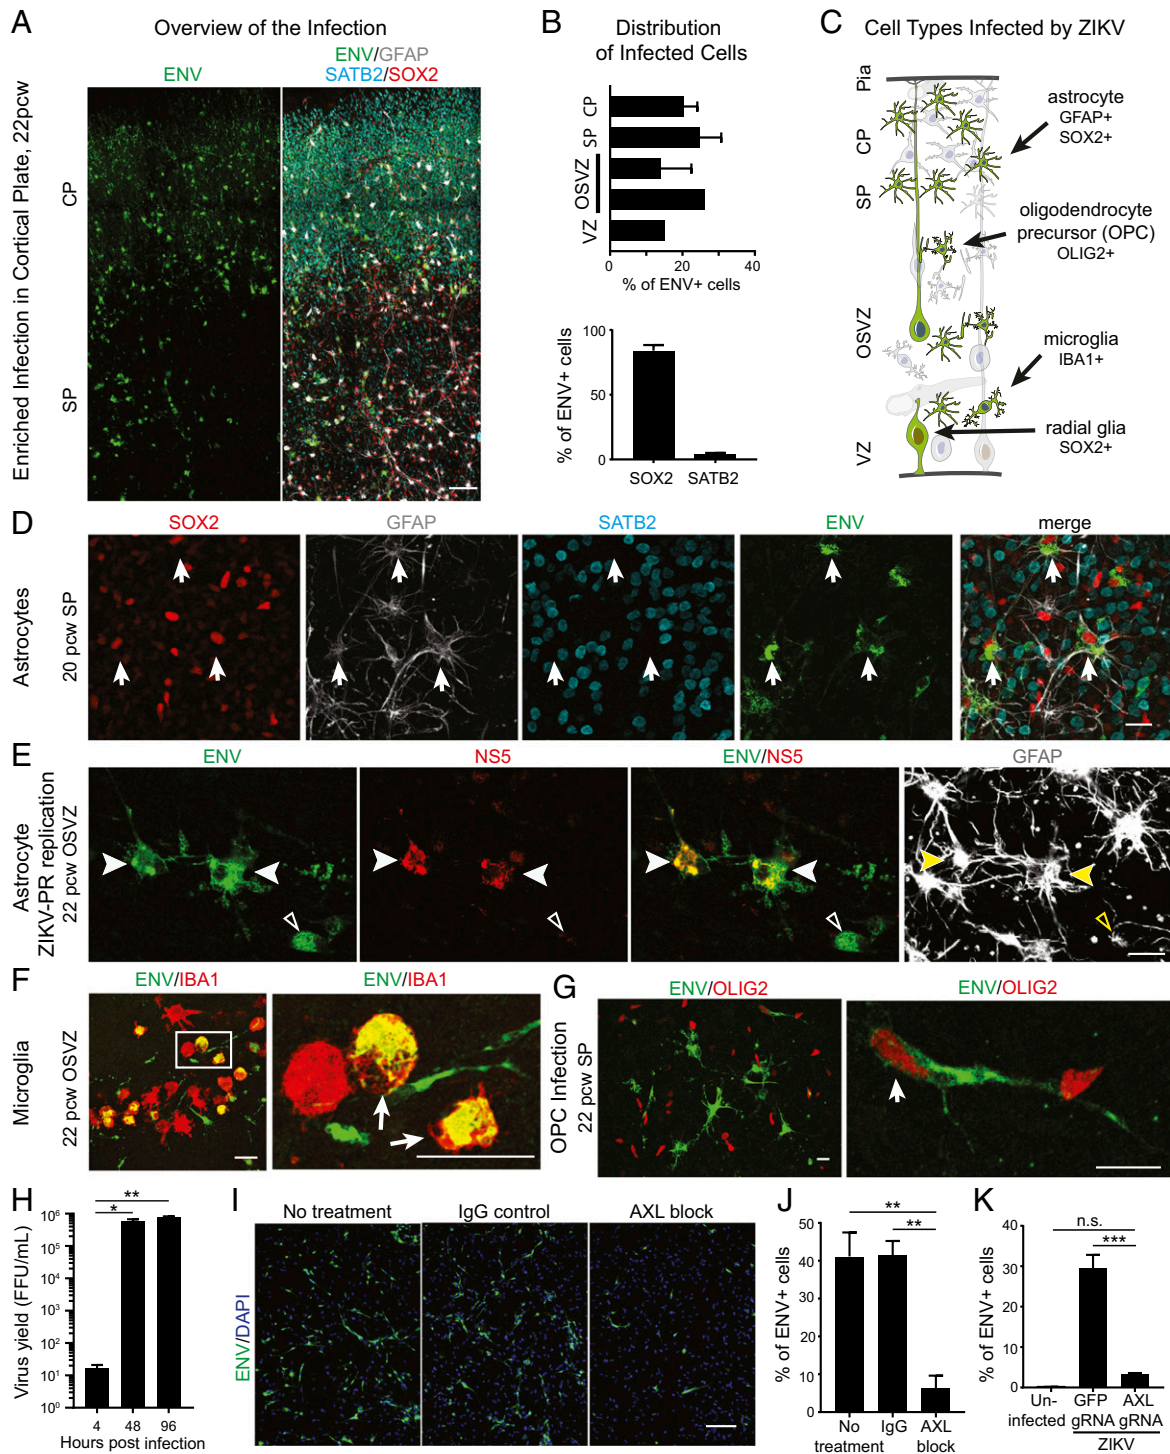 A
Overview of the Infection
ENV
ENV/GFAP
SATB2/SOX2
Enriched Infection in Cortical Plate, 22pcw
CP
SP
B
Distribution
of Infected Cells
CP
SP
OSVZ
VZ
0
20
40
% of ENV+ cells
100
50
0
% of ENV+ cells
SOX2
SATB2
C
Cell Types Infected by ZIKV
Pia
CP
SP
OSVZ
VZ
astrocyte
GFAP+
SOX2+
oligodendrocyte
precursor (OPC)
OLIG2+
microglia
IBA1+
radial glia
SOX2+
D
SOX2
GFAP
SATB2
ENV
merge
Astrocytes
20 pcw SP
E
ENV
NS5
ENV/NS5
GFAP
Astrocyte
ZIKV-PR replication
22 pcw OSVZ
F
ENV/IBA1
ENV/IBA1
Microglia
22 pcw OSVZ
G
ENV/OLIG2
ENV/OLIG2
OPC Infection
22 pcw SP
H
**
*
10⁶
10⁵
10⁴
10³
10²
10¹
10⁰
Virus yield (FFU/mL)
4
48
96
Hours post infection
I
No treatment
IgG control
AXL block
ENV/DAPI
J
**
**
50
40
30
20
10
0
% of ENV+ cells
No
treatment
IgG
AXL
block
K
n.s.
***
40
30
20
10
0
% of ENV+ cells
Un-
infected
GFP
gRNA
AXL
gRNA
ZIKV